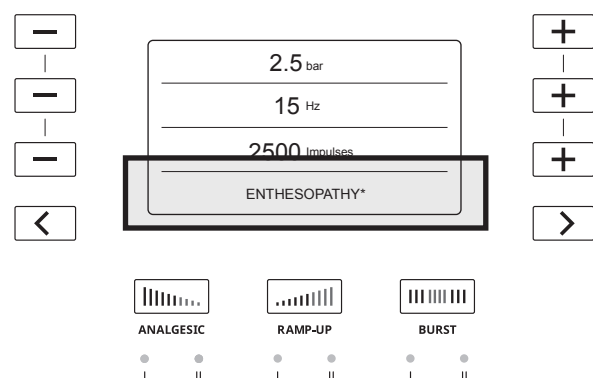 2.5 bar
15 Hz
2500 Impulses
ENTHESOPATHY*
ANALGESIC RAMP-UP BURST
I II I II I II